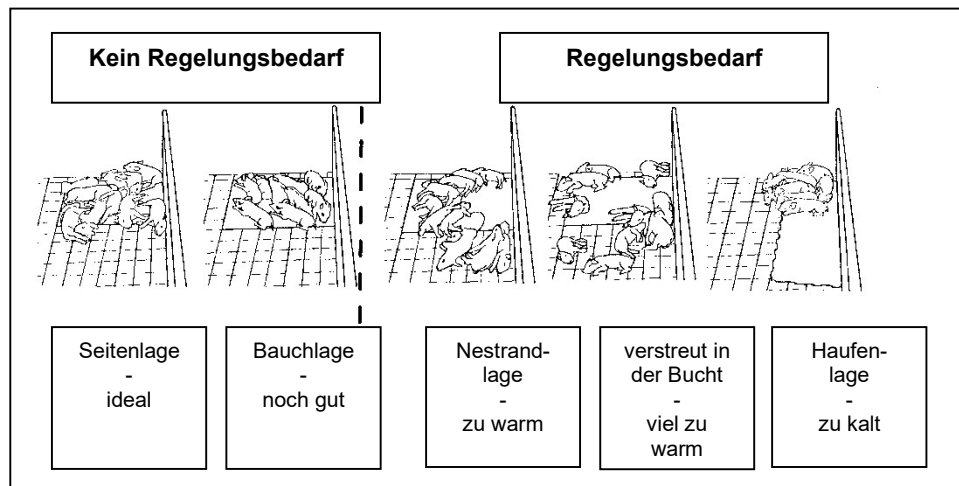 Kein Regelungsbedarf
Regelungsbedarf
Seitenlage
-
ideal
Bauchlage
-
noch gut
Nestrand-
lage
-
zu warm
verstreut in
der Bucht
-
viel zu
warm
Haufen-
lage
-
zu kalt